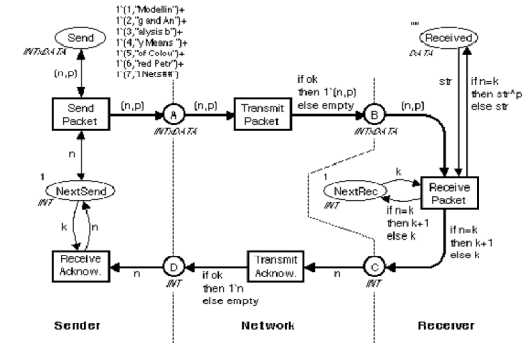 Send
INTxDATA
1`(1,"Modellin")+
1`(2,"g and An")+
1`(3,"alysis b")+
1`(4,"y Means ")+
1`(5,"of Colou")+
1`(6,"red Petr")+
1`(7,"i Nets##")
""
Received
DATA
(n,p)
str
if n=k
then str^p
else str
if ok
then 1`(n,p)
else empty
Send
Packet
(n,p)
A
INTxDATA
(n,p)
Transmit
Packet
B
INTxDATA
(n,p)
n
1
NextSend
INT
1
NextRec
INT
k
if n=k
then k+1
else k
Receive
Packet
k
n
if n=k
then k+1
else k
Receive
Acknow.
n
D
INT
if ok
then 1`n
else empty
Transmit
Acknow.
n
C
INT
Sender
Network
Receiver